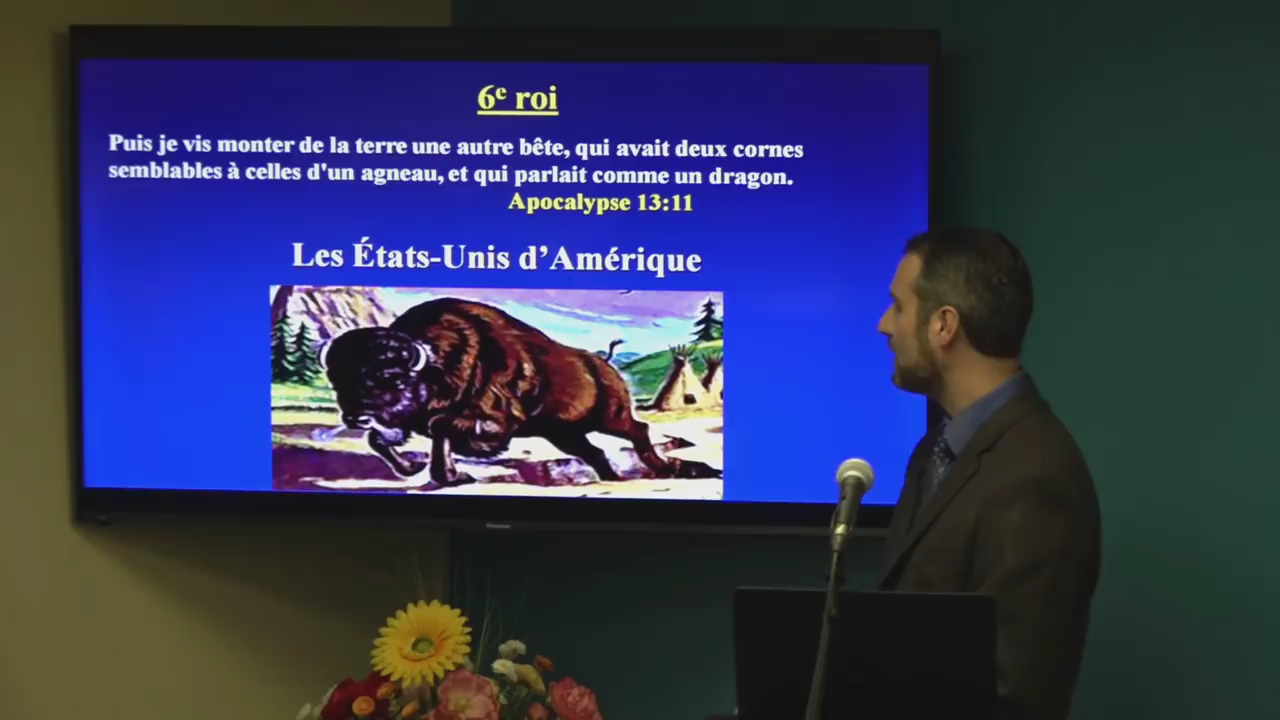 6ᵉ roi
Puis je vis monter de la terre une autre bête, qui avait deux cornes
semblables à celles d'un agneau, et qui parlait comme un dragon.
Apocalypse 13:11
Les États-Unis d’Amérique